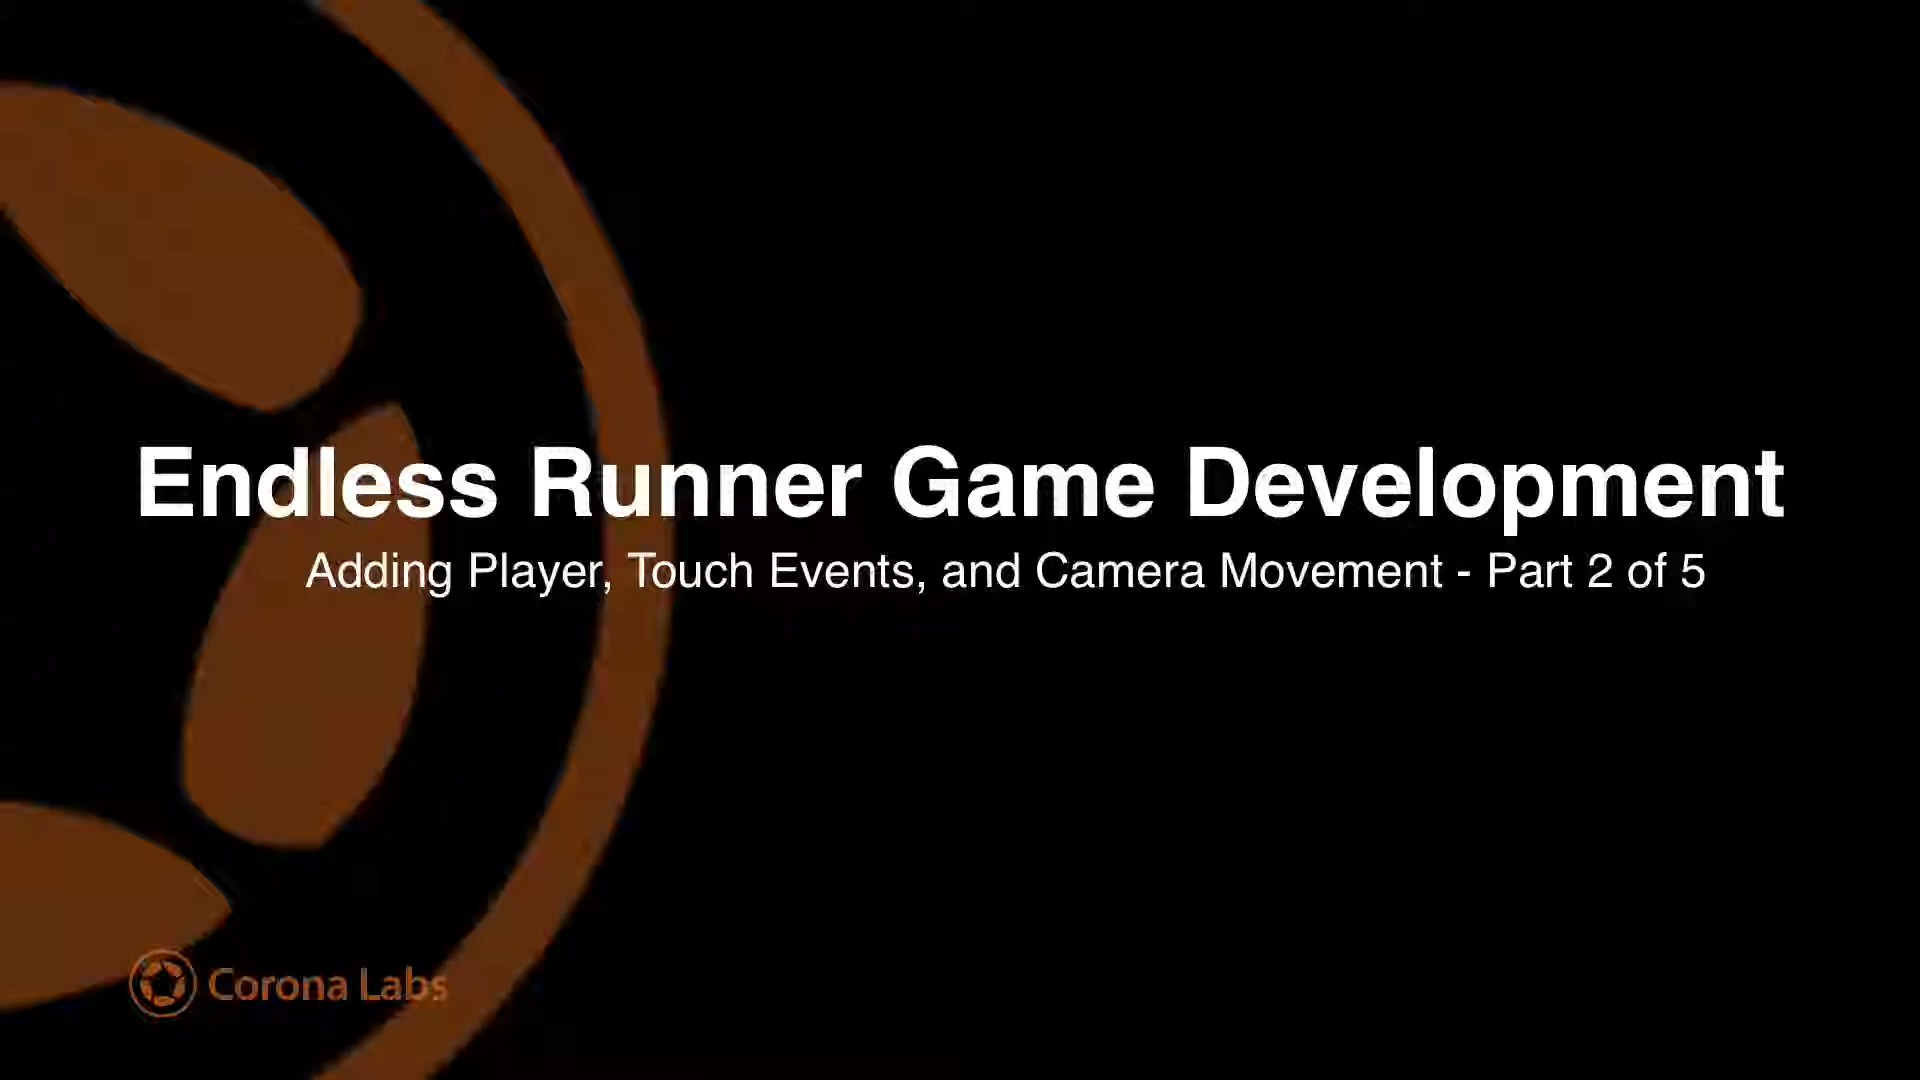 Endless Runner Game Development
Adding Player, Touch Events, and Camera Movement - Part 2 of 5
Corona Labs